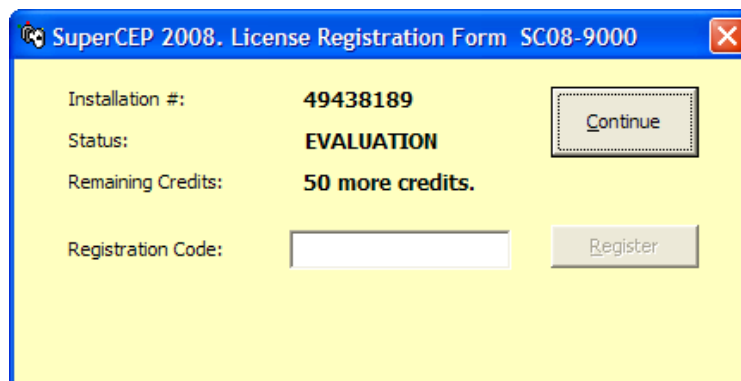 SuperCEP 2008. License Registration Form SC08-9000
Installation #: 49438189
Continue
Status: EVALUATION
Remaining Credits: 50 more credits.
Registration Code:
Register